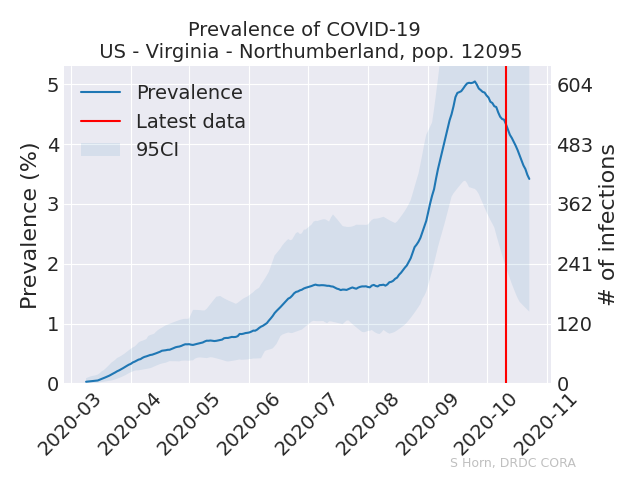 Prevalence of COVID-19
US - Virginia - Northumberland, pop. 12095
Prevalence
Latest data
95CI
Prevalence (%)
5
4
3
2
1
0
# of infections
604
483
362
241
120
0
2020-03
2020-04
2020-05
2020-06
2020-07
2020-08
2020-09
2020-10
2020-11
S Horn, DRDC CORA